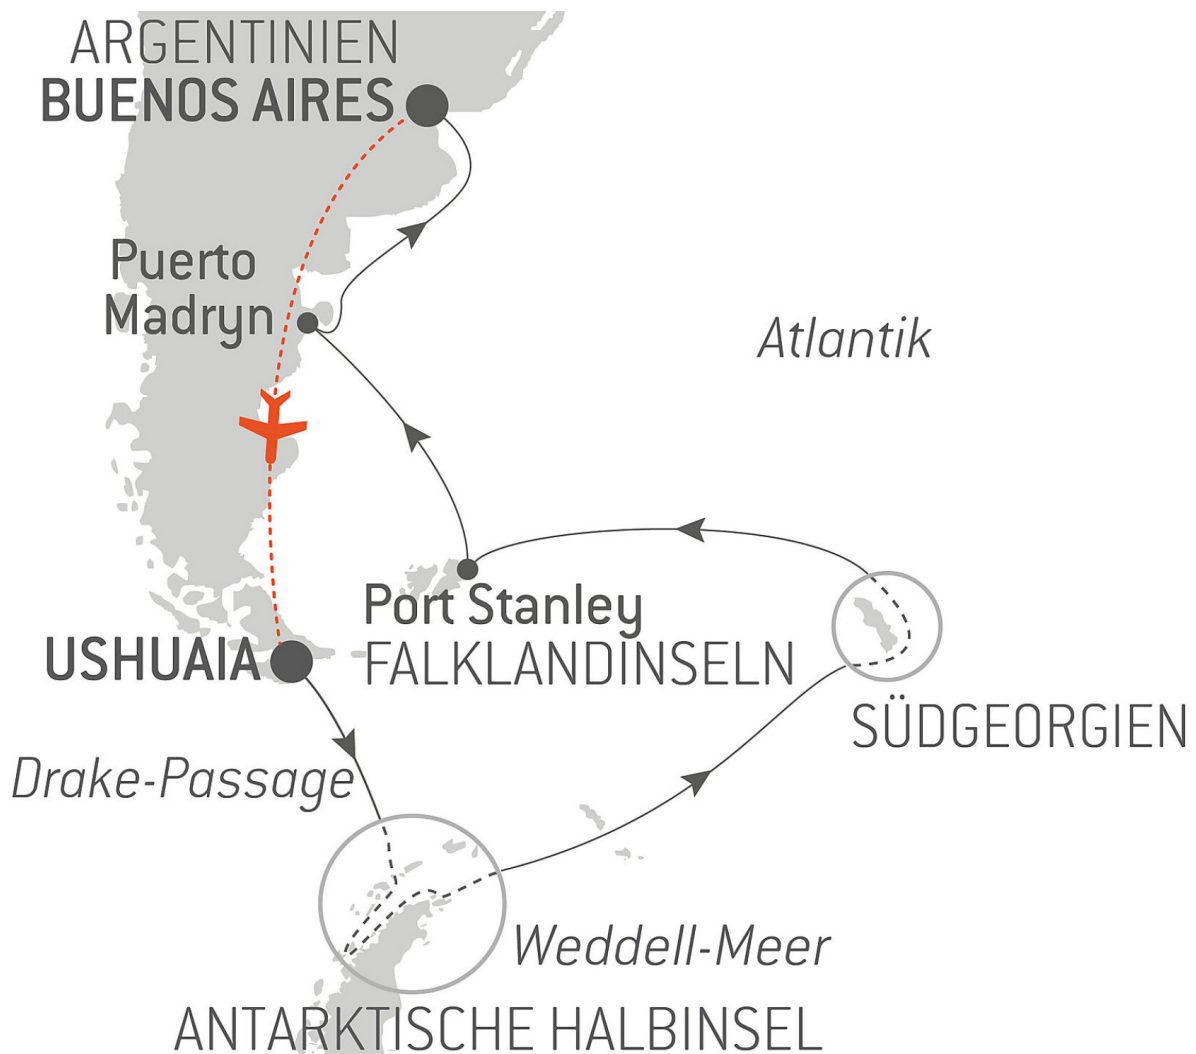 ARGENTINIEN
BUENOS AIRES
Puerto
Madryn
Atlantik
Port Stanley
FALKLANDINSELN
USHUAIA
SÜDGEORGIEN
Drake-Passage
Weddell-Meer
ANTARKTISCHE HALBINSEL